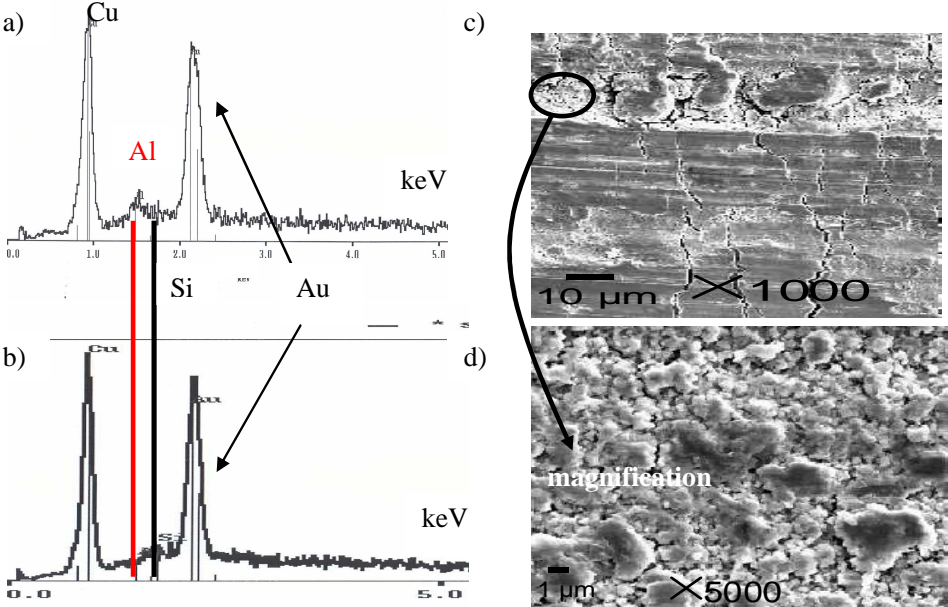 a)
Cu
Al
keV
0.0 1.0 2.0 3.0 4.0 5.0
Si
Au
b)
Cu
Au
Si
keV
0.0 5.0
c)
10 µm ×1000
d)
magnification
1 µm ×5000